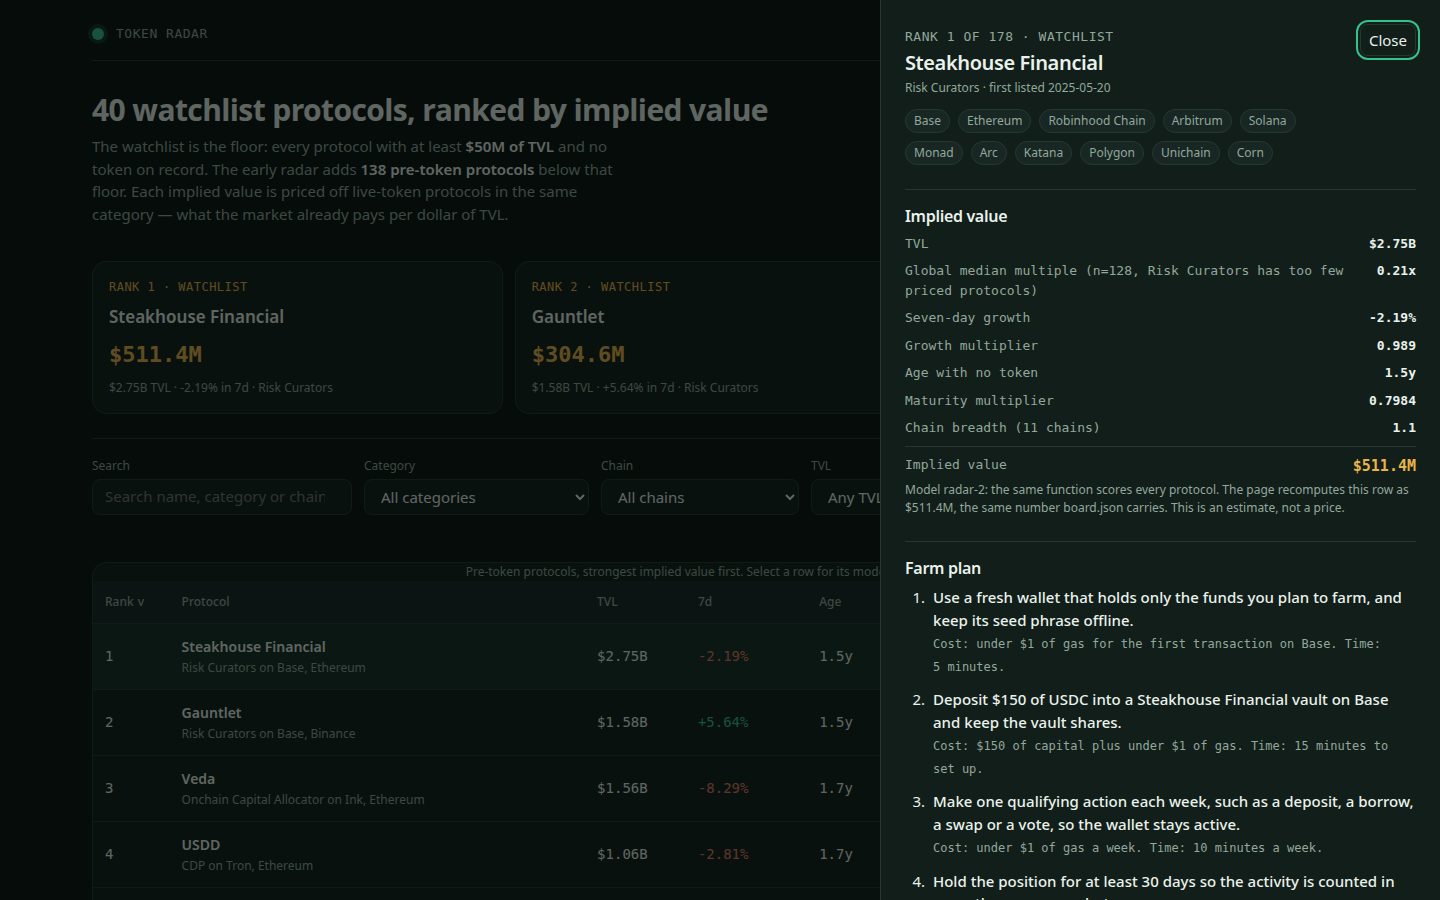 TOKEN RADAR
40 watchlist protocols, ranked by implied value
The watchlist is the floor: every protocol with at least $50M of TVL and no
token on record. The early radar adds 138 pre-token protocols below that
floor. Each implied value is priced off live-token protocols in the same
category — what the market already pays per dollar of TVL.
RANK 1 · WATCHLIST
Steakhouse Financial
$511.4M
$2.75B TVL · -2.19% in 7d · Risk Curators
RANK 2 · WATCHLIST
Gauntlet
$304.6M
$1.58B TVL · +5.64% in 7d · Risk Curators
Search
Category
Chain
TVL
Search name, category or chain
All categories
All chains
Any TVL
Pre-token protocols, strongest implied value first. Select a row for its
Rank v
Protocol
TVL
7d
Age
1
Steakhouse Financial
Risk Curators on Base, Ethereum
$2.75B
-2.19%
1.5y
2
Gauntlet
Risk Curators on Base, Binance
$1.58B
+5.64%
1.5y
3
Veda
Onchain Capital Allocator on Ink, Ethereum
$1.56B
-8.29%
1.7y
4
USDD
CDP on Tron, Ethereum
$1.06B
-2.81%
1.7y
RANK 1 OF 178 · WATCHLIST
Close
Steakhouse Financial
Risk Curators · first listed 2025-05-20
Base
Ethereum
Robinhood Chain
Arbitrum
Solana
Monad
Arc
Katana
Polygon
Unichain
Corn
Implied value
TVL $2.75B
Global median multiple (n=128, Risk Curators has too few 0.21x
priced protocols)
Seven-day growth -2.19%
Growth multiplier 0.989
Age with no token 1.5y
Maturity multiplier 0.7984
Chain breadth (11 chains) 1.1
Implied value $511.4M
Model radar-2: the same function scores every protocol. The page recomputes this row as
$511.4M, the same number board.json carries. This is an estimate, not a price.
Farm plan
1. Use a fresh wallet that holds only the funds you plan to farm, and
keep its seed phrase offline.
Cost: under $1 of gas for the first transaction on Base. Time:
5 minutes.
2. Deposit $150 of USDC into a Steakhouse Financial vault on Base
and keep the vault shares.
Cost: $150 of capital plus under $1 of gas. Time: 15 minutes to
set up.
3. Make one qualifying action each week, such as a deposit, a borrow,
a swap or a vote, so the wallet stays active.
Cost: under $1 of gas a week. Time: 10 minutes a week.
4. Hold the position for at least 30 days so the activity is counted in